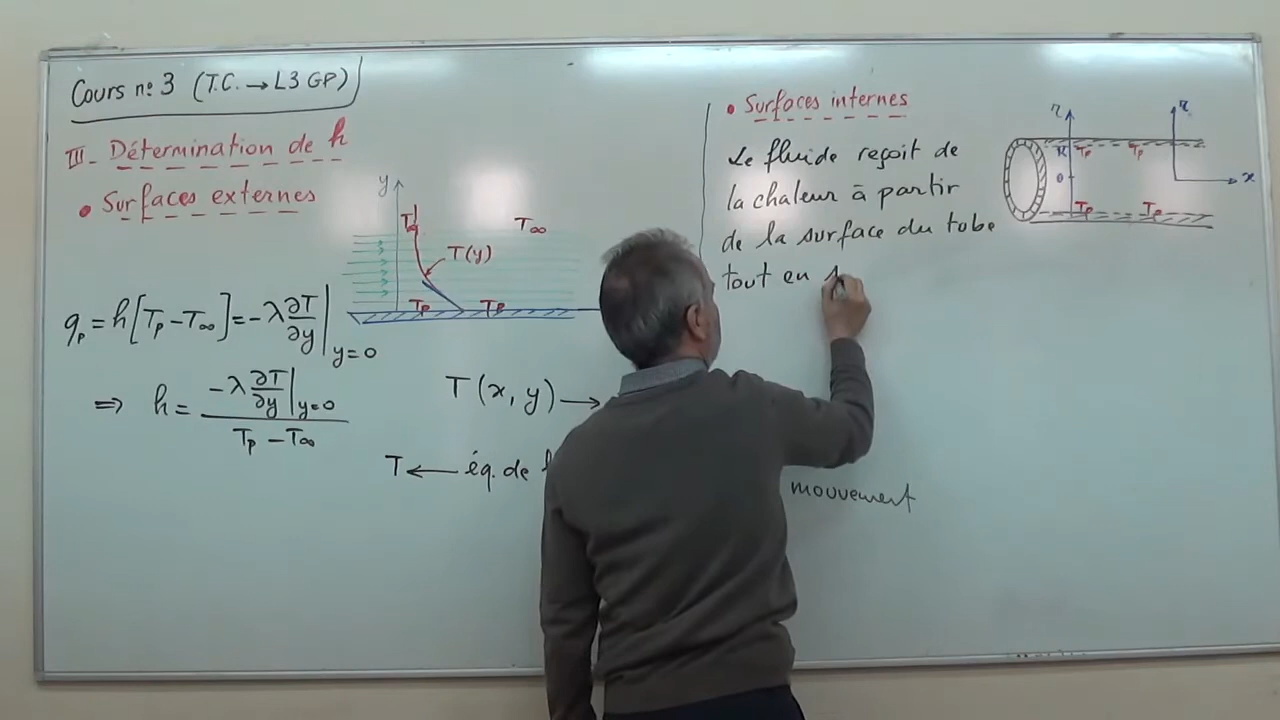 Cours n° 3 (T.C. → L3 GP)
III- Détermination de h
• Surfaces externes
y
T∞
T∞
T(y)
Tp Tp
qp = h[Tp - T∞] = -λ ∂T/∂y|y=0
⇒ h = -λ ∂T/∂y|y=0 / Tp - T∞
T(x, y) →
T ← éq. de
mouvement
• Surfaces internes
Le fluide reçoit de
la chaleur à partir
de la surface du tube
tout en
r r
R Tp Tp
0 x
Tp Tp